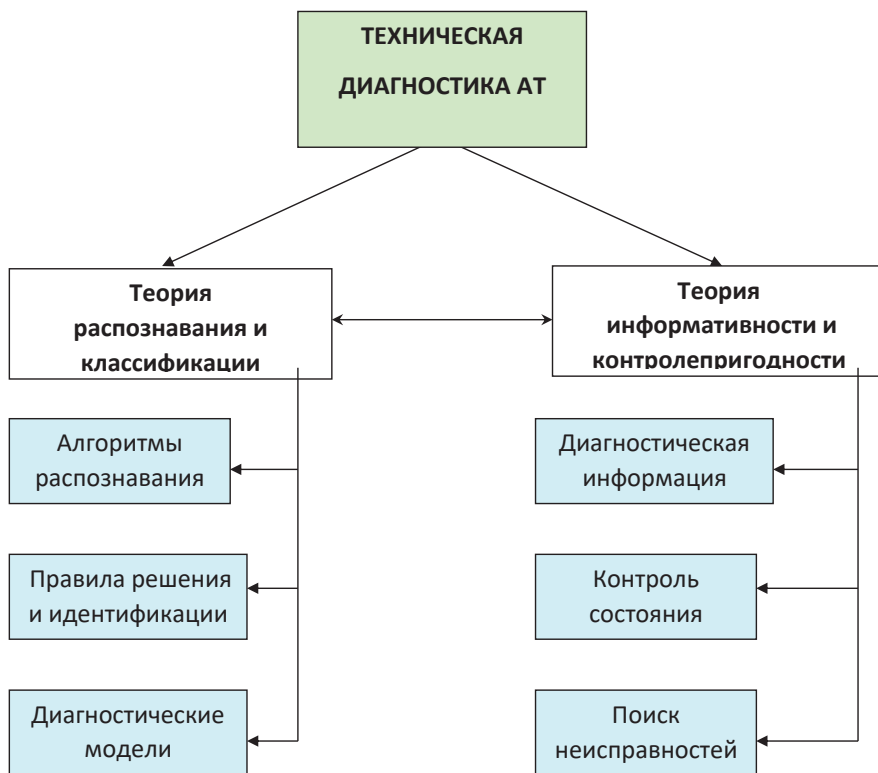 ТЕХНИЧЕСКАЯ
ДИАГНОСТИКА АТ
Теория
распознавания и
классификации
Теория
информативности и
контролепригодности
Алгоритмы
распознавания
Диагностическая
информация
Правила решения
и идентификации
Контроль
состояния
Диагностические
модели
Поиск
неисправностей